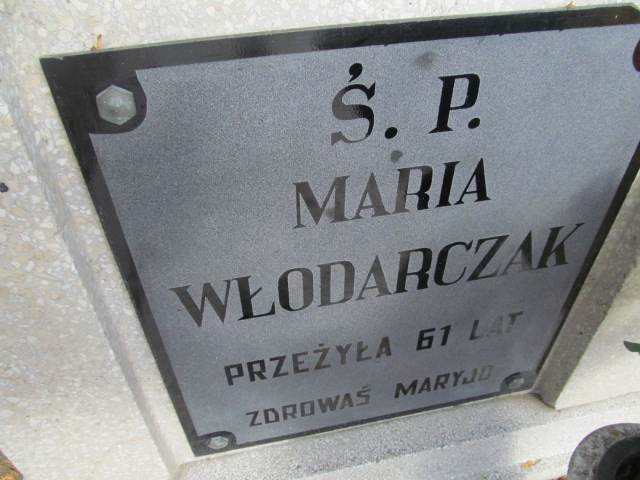 Ś. P.
MARIA
WŁODARCZAK
PRZEŻYŁA 61 LAT
ZDROWAŚ MARYJO